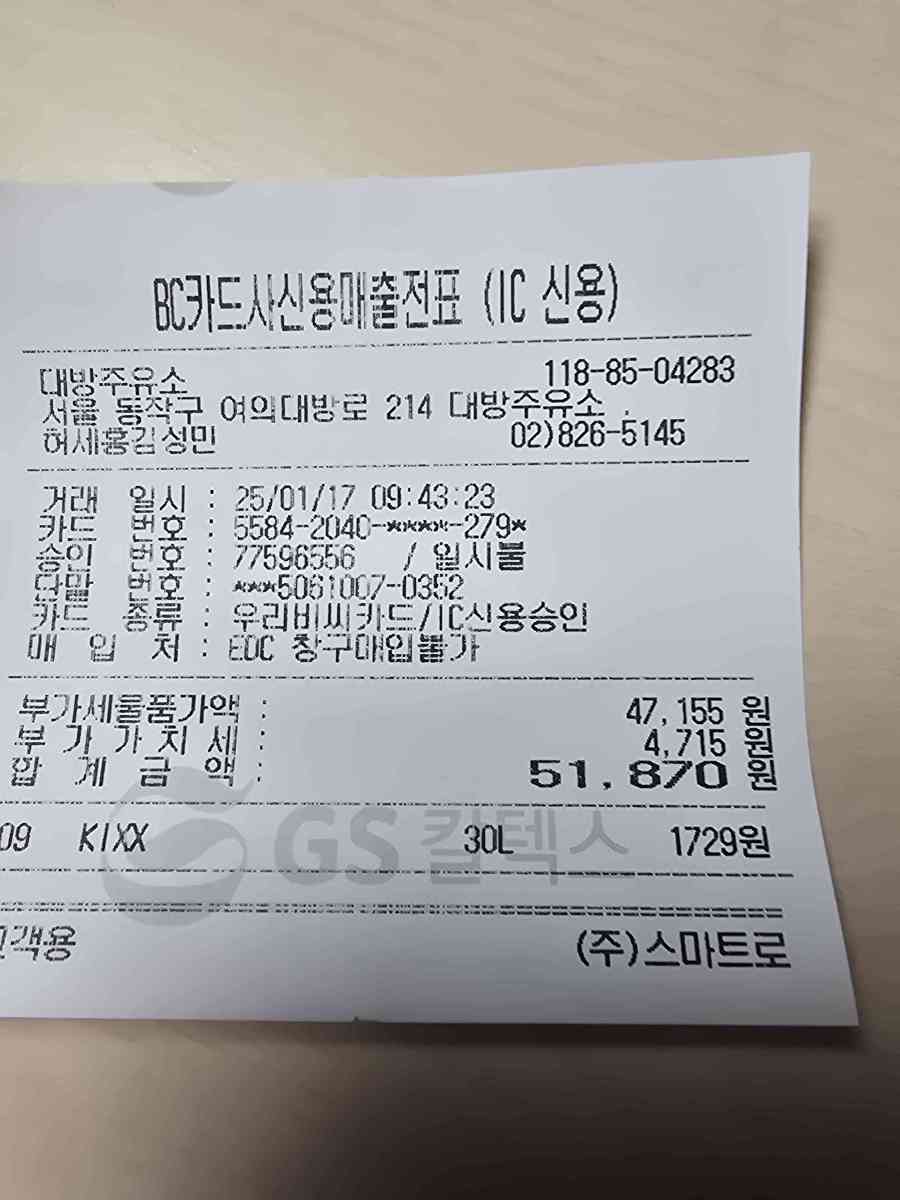 BC카드사신용매출전표 (IC 신용)
대방주유소 118-85-04283
서울 동작구 여의대방로 214 대방주유소 .
허세홍김성민 02)826-5145
거래 일시 : 25/01/17 09:43:23
카드 번호 : 5584-2040-****-279*
승인 번호 : 77596556 / 일시불
단말 번호 : ***5061007-0352
카드 종류 : 우리비씨카드/IC신용승인
매 입 처 : EDC 창구매입불가
부가세물품가액 : 47,155 원
부 가 가 치 세 : 4,715 원
합 계 금 액 : 51,870 원
09 KIXX 30L 1729원
GS칼텍스
고객용 (주)스마트로